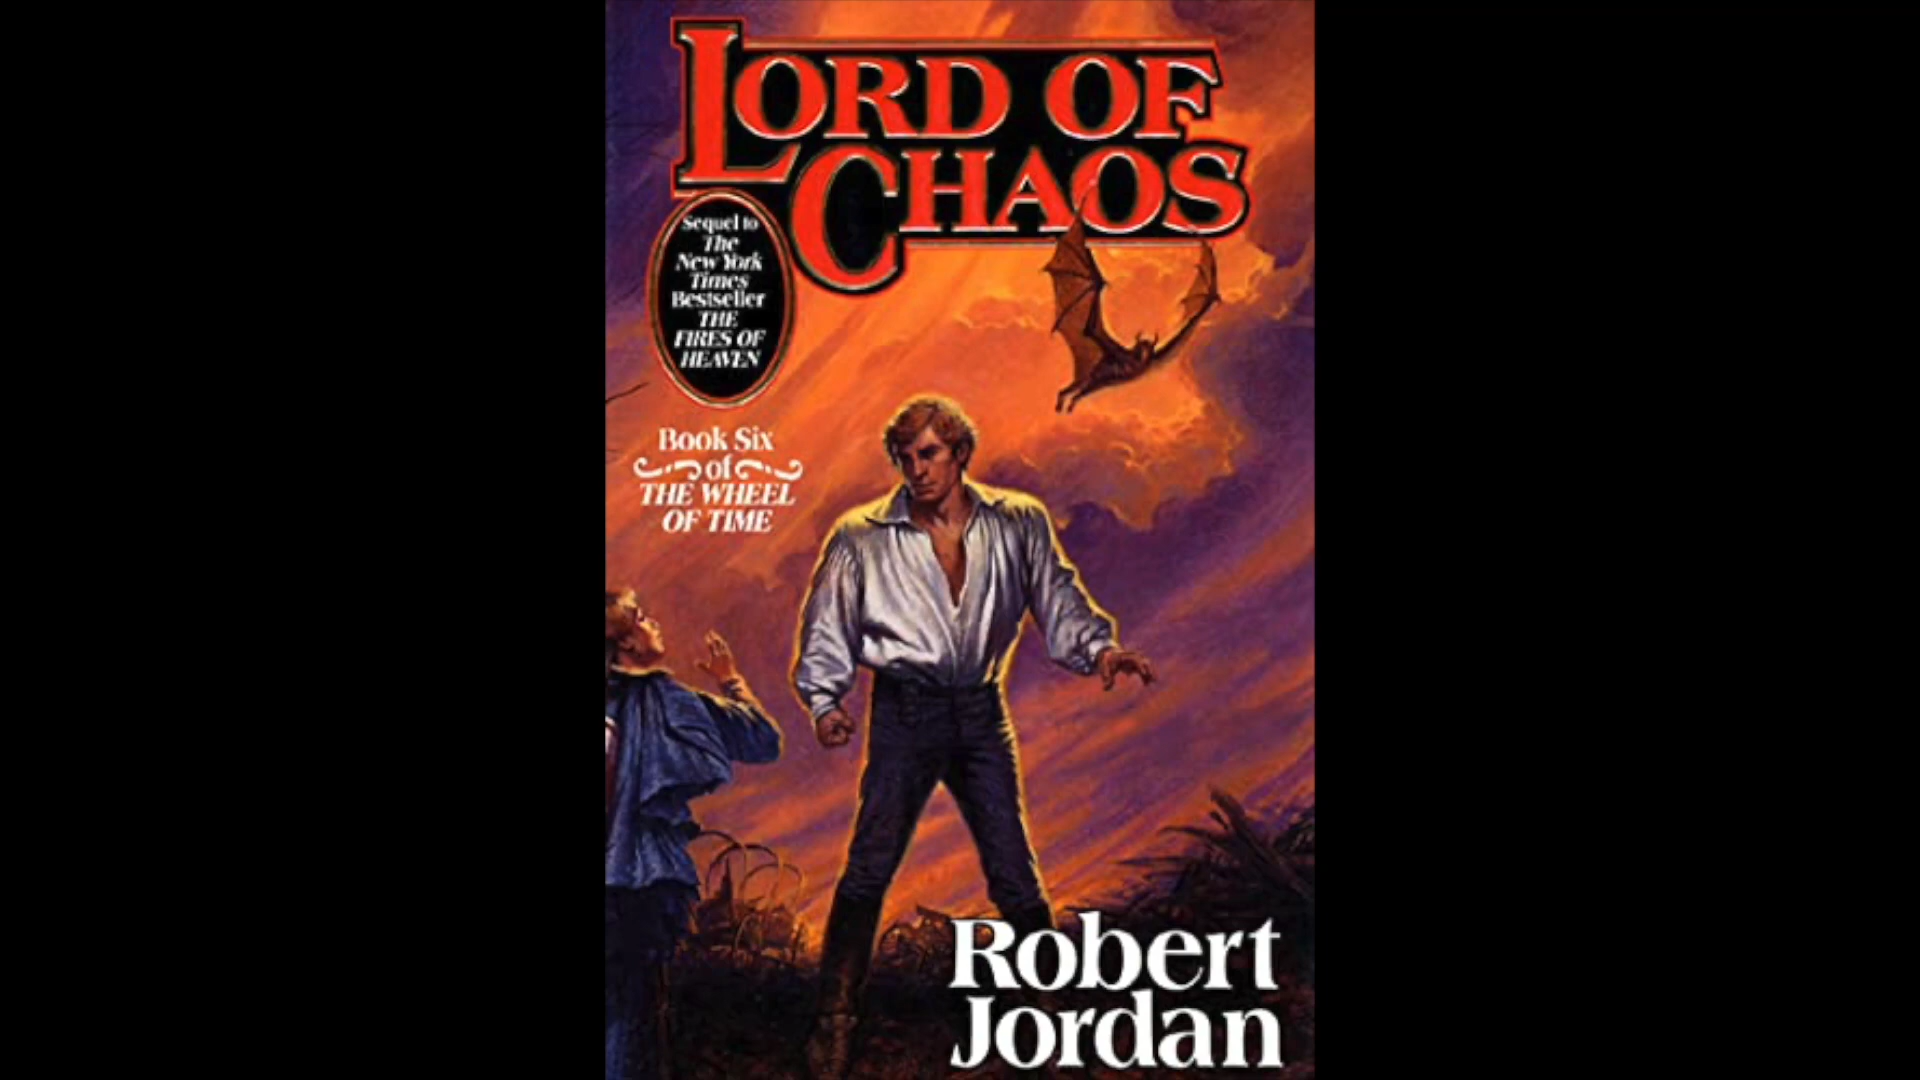 LORD OF
CHAOS
Sequel to
The
New York
Times
Bestseller
THE
FIRES OF
HEAVEN
Book Six
of
THE WHEEL
OF TIME
Robert
Jordan